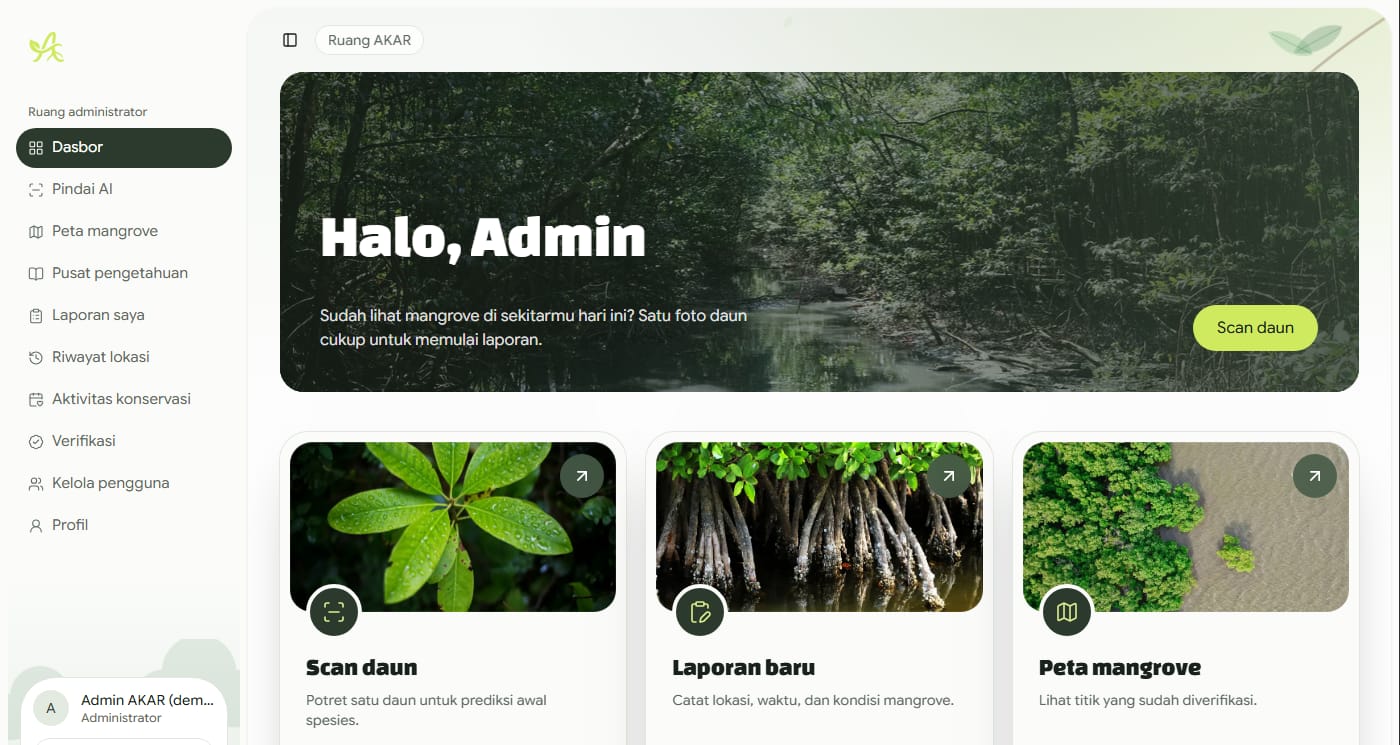 Ruang administrator
Dasbor
Pindai AI
Peta mangrove
Pusat pengetahuan
Laporan saya
Riwayat lokasi
Aktivitas konservasi
Verifikasi
Kelola pengguna
Profil
A
Admin AKAR (dem...
Administrator
Ruang AKAR
Halo, Admin
Sudah lihat mangrove di sekitarmu hari ini? Satu foto daun
cukup untuk memulai laporan.
Scan daun
Scan daun
Potret satu daun untuk prediksi awal
spesies.
Laporan baru
Catat lokasi, waktu, dan kondisi mangrove.
Peta mangrove
Lihat titik yang sudah diverifikasi.